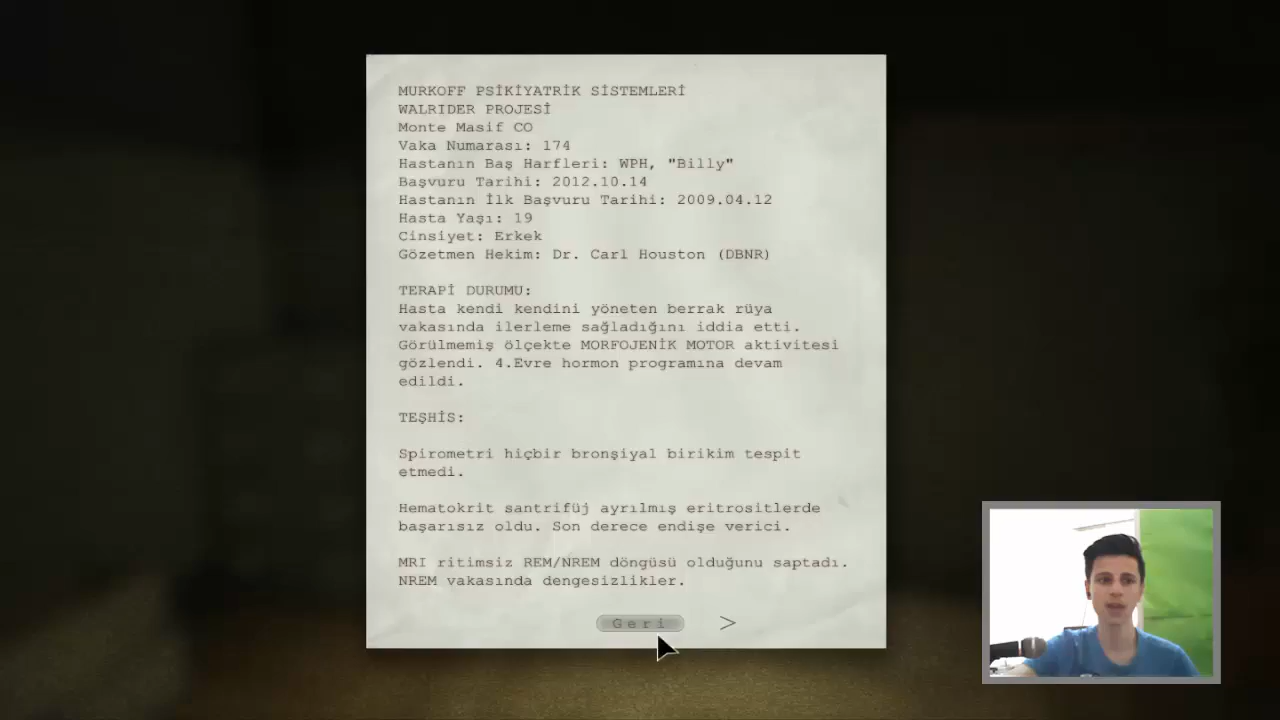 MURKOFF PSİKİYATRİK SİSTEMLERİ
WALRIDER PROJESİ
Monte Masif CO
Vaka Numarası: 174
Hastanın Baş Harfleri: WPH, "Billy"
Başvuru Tarihi: 2012.10.14
Hastanın İlk Başvuru Tarihi: 2009.04.12
Hasta Yaşı: 19
Cinsiyet: Erkek
Gözetmen Hekim: Dr. Carl Houston (DBNR)
TERAPİ DURUMU:
Hasta kendi kendini yöneten berrak rüya
vakasında ilerleme sağladığını iddia etti.
Görülmemiş ölçekte MORFOJENİK MOTOR aktivitesi
gözlendi. 4.Evre hormon programına devam
edildi.
TEŞHİS:
Spirometri hiçbir bronşiyal birikim tespit
etmedi.
Hematokrit santrifüj ayrılmış eritrositlerde
başarısız oldu. Son derece endişe verici.
MRI ritimsiz REM/NREM döngüsü olduğunu saptadı.
NREM vakasında dengesizlikler.
Geri >